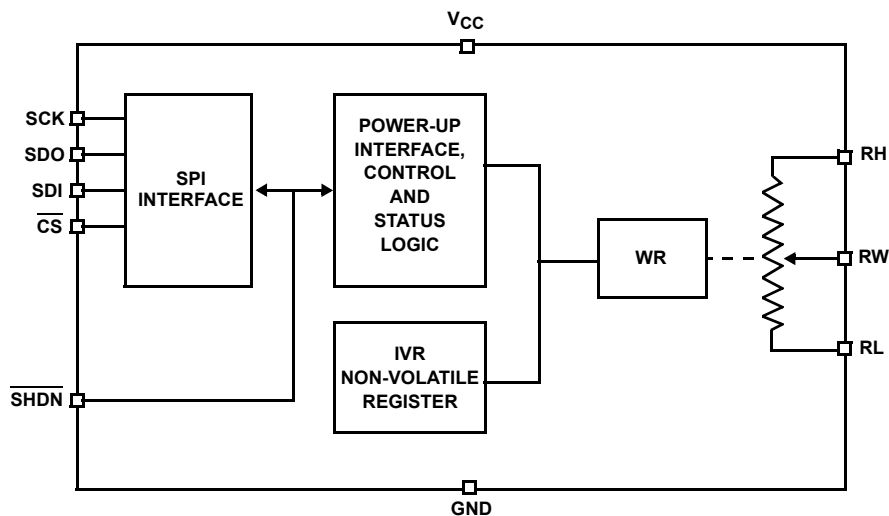 VCC
SCK
SDO
SDI
CS
SHDN
SPI
INTERFACE
POWER-UP
INTERFACE,
CONTROL
AND
STATUS
LOGIC
IVR
NON-VOLATILE
REGISTER
WR
RH
RW
RL
GND